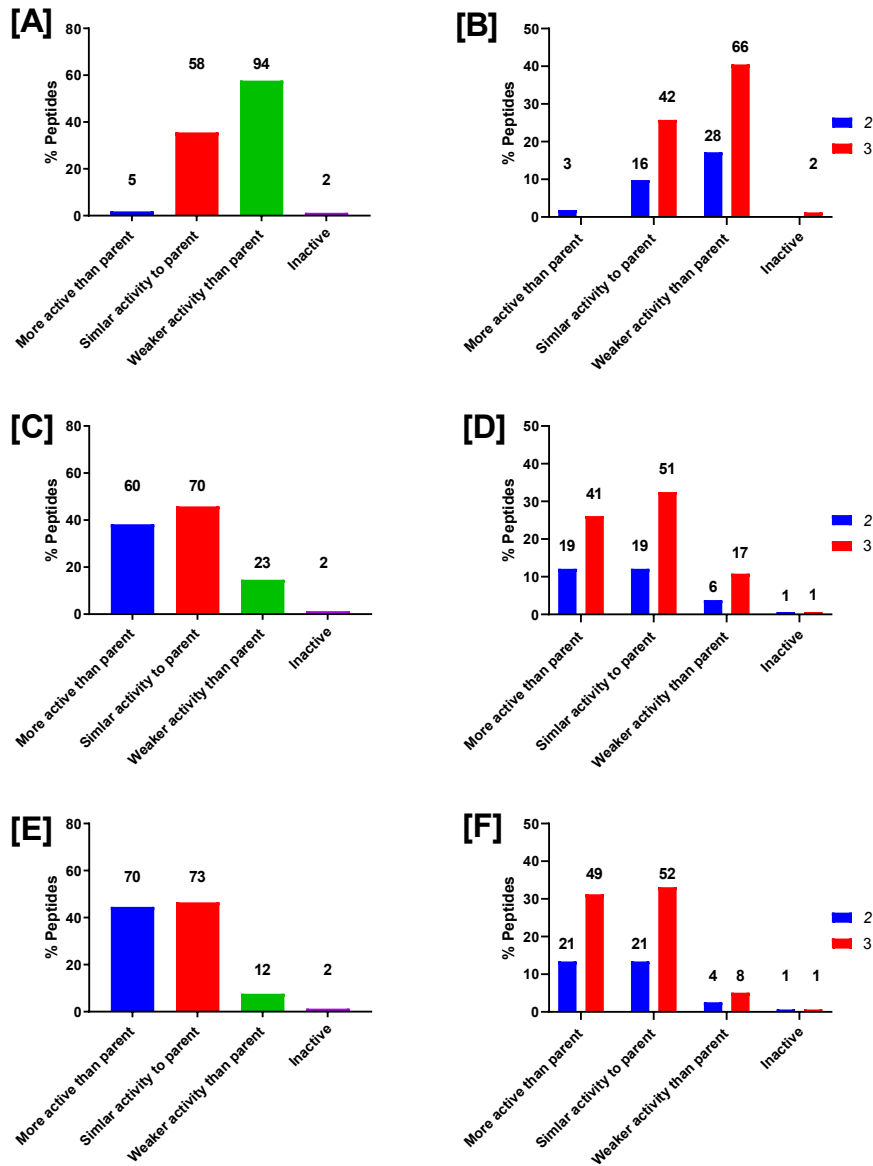 [A]
80
60
40
20
0
% Peptides
5
58
94
2
More active than parent
Simlar activity to parent
Weaker activity than parent
Inactive
[B]
50
40
30
20
10
0
% Peptides
3
16
42
28
66
2
2
3
More active than parent
Simlar activity to parent
Weaker activity than parent
Inactive
[C]
80
60
40
20
0
% Peptides
60
70
23
2
More active than parent
Simlar activity to parent
Weaker activity than parent
Inactive
[D]
50
40
30
20
10
0
% Peptides
19
41
19
51
6
17
1
1
2
3
More active than parent
Simlar activity to parent
Weaker activity than parent
Inactive
[E]
80
60
40
20
0
% Peptides
70
73
12
2
More active than parent
Simlar activity to parent
Weaker activity than parent
Inactive
[F]
50
40
30
20
10
0
% Peptides
21
49
21
52
4
8
1
1
2
3
More active than parent
Simlar activity to parent
Weaker activity than parent
Inactive